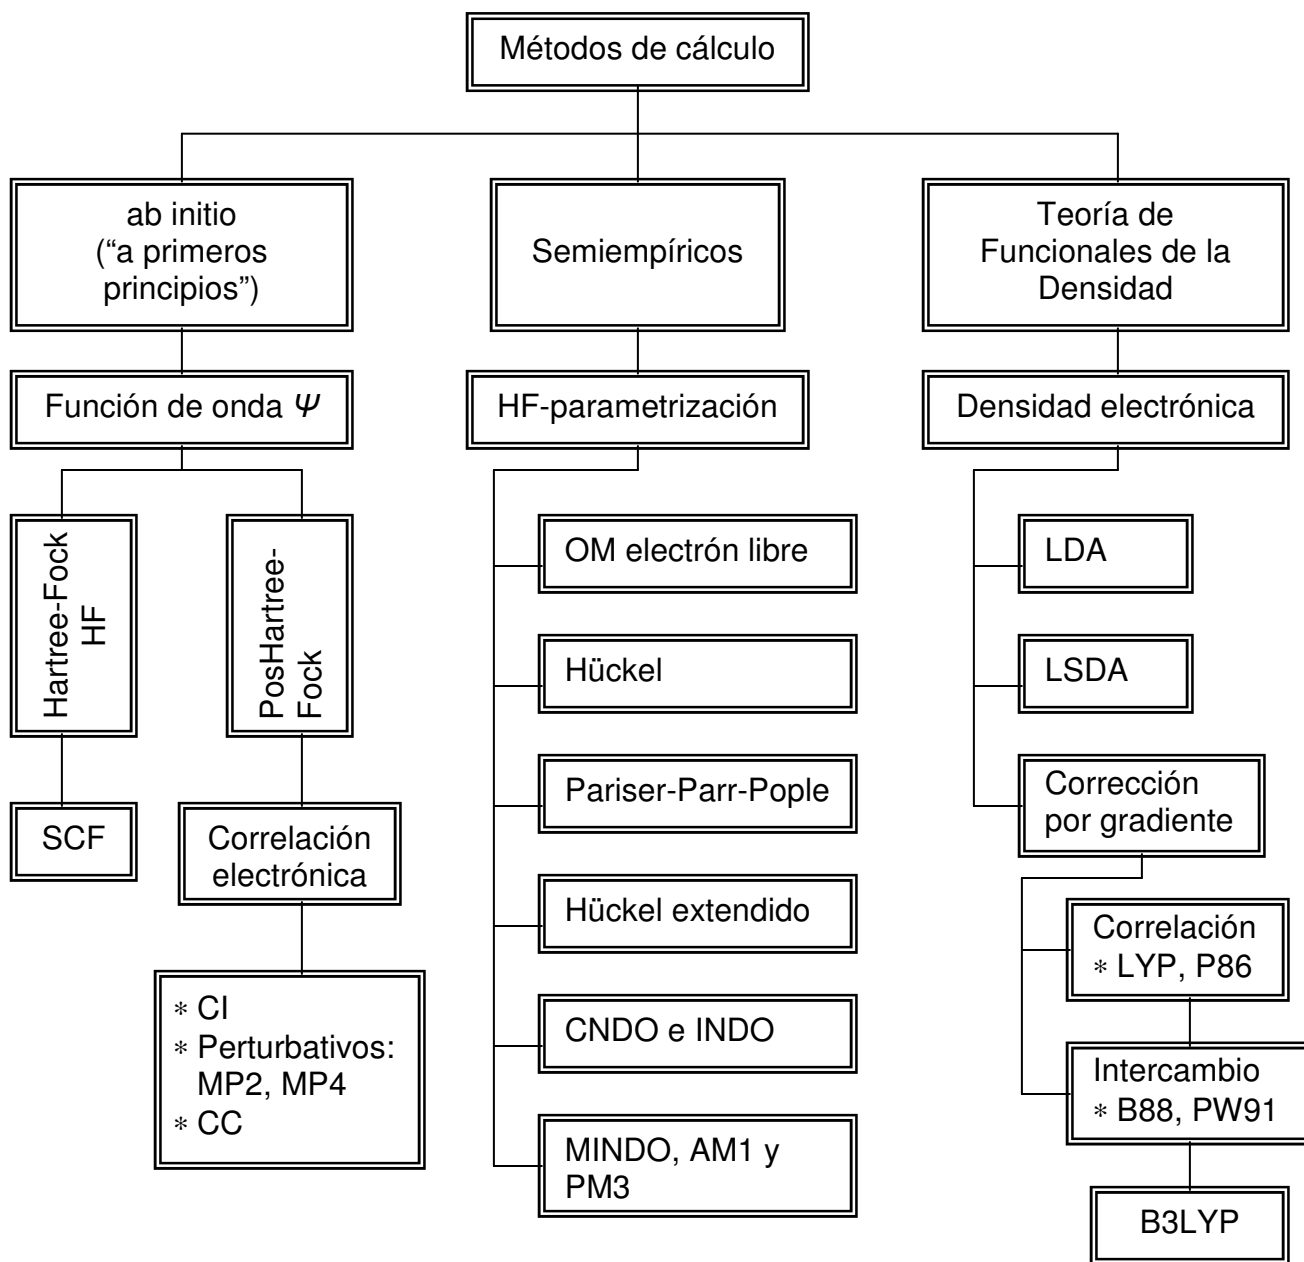 Métodos de cálculo
ab initio
(“a primeros
principios”)
Semiempíricos
Teoría de
Funcionales de la
Densidad
Función de onda Ψ
HF-parametrización
Densidad electrónica
Hartree-Fock
HF
PosHartree-
Fock
SCF
Correlación
electrónica
* CI
* Perturbativos:
MP2, MP4
* CC
OM electrón libre
Hückel
Pariser-Parr-Pople
Hückel extendido
CNDO e INDO
MINDO, AM1 y
PM3
LDA
LSDA
Corrección
por gradiente
Correlación
* LYP, P86
Intercambio
* B88, PW91
B3LYP